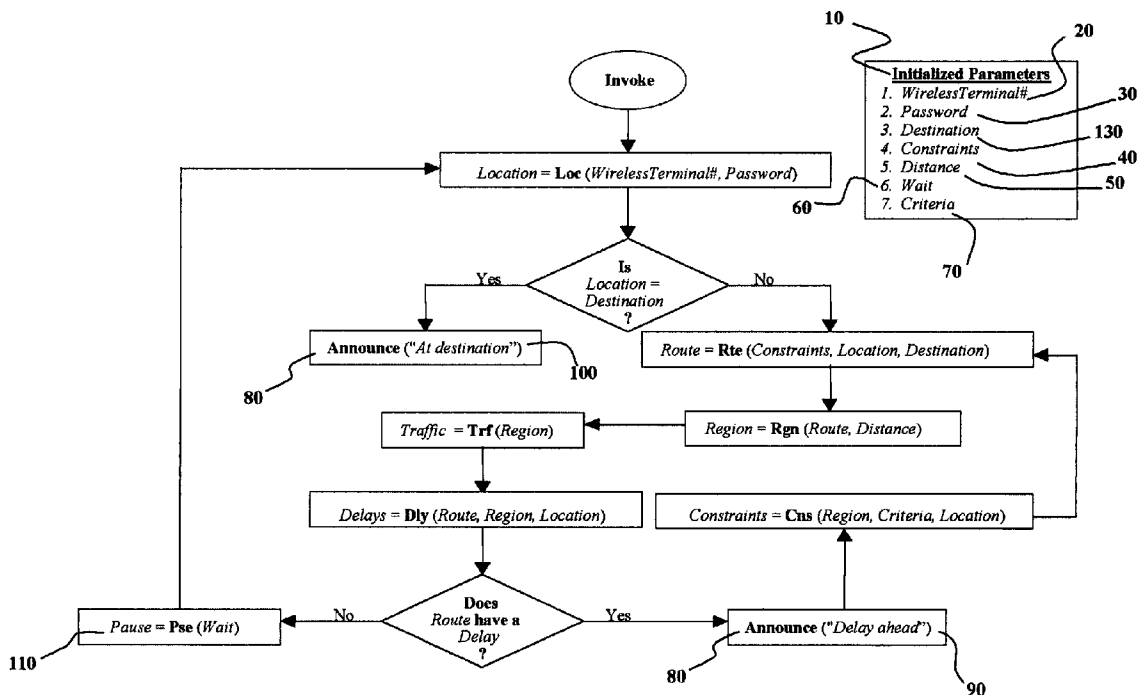 10
20
Invoke
Initialized Parameters
1. WirelessTerminal#
2. Password
3. Destination
4. Constraints
5. Distance
6. Wait
7. Criteria
30
130
40
50
60
70
Location = Loc (WirelessTerminal#, Password)
Yes
Is
Location =
Destination
?
No
Announce ("At destination")
80
100
Route = Rte (Constraints, Location, Destination)
Traffic = Trf (Region)
Region = Rgn (Route, Distance)
Delays = Dly (Route, Region, Location)
Constraints = Cns (Region, Criteria, Location)
Pause = Pse (Wait)
110
No
Does
Route have a
Delay
?
Yes
Announce ("Delay ahead")
80
90